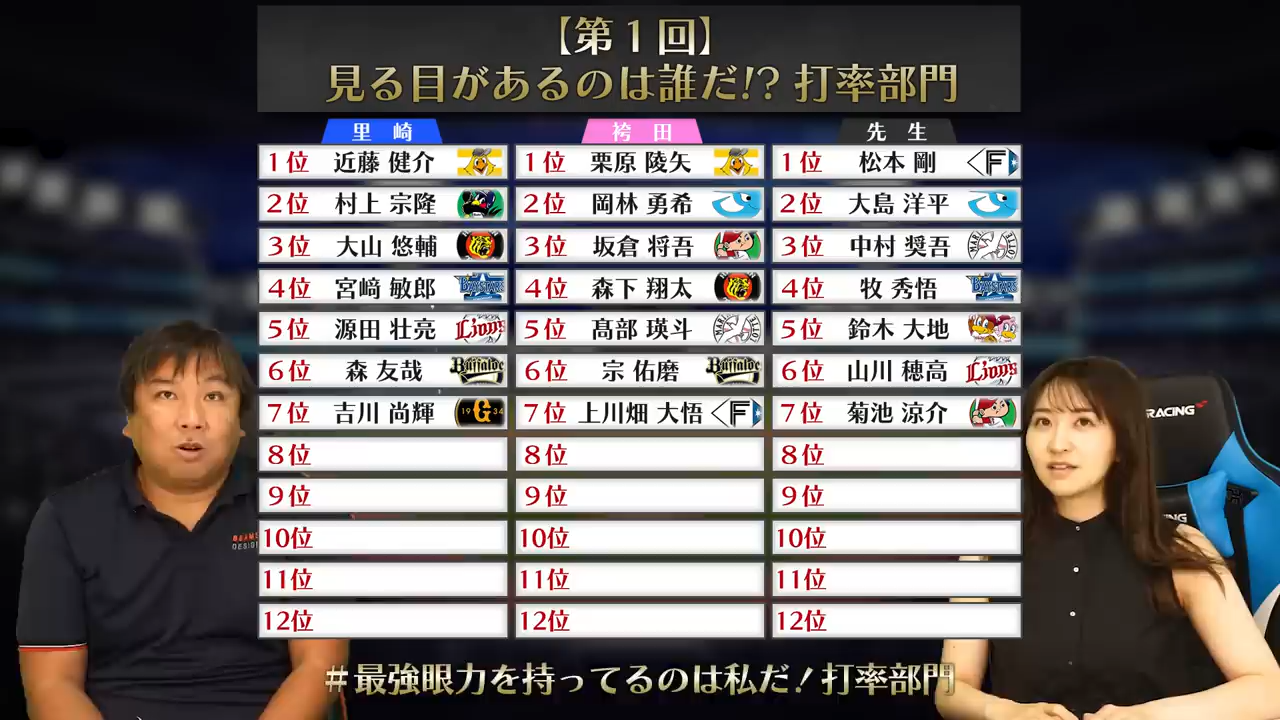 【第1回】
見る目があるのは誰だ!? 打率部門
里崎 袴田 先生
1位 近藤 健介 1位 栗原 陵矢 1位 松本 剛
2位 村上 宗隆 2位 岡林 勇希 2位 大島 洋平
3位 大山 悠輔 3位 坂倉 将吾 3位 中村 奨吾
4位 宮﨑 敏郎 4位 森下 翔太 4位 牧 秀悟
5位 源田 壮亮 Lions 5位 髙部 瑛斗 5位 鈴木 大地
6位 森 友哉 Buffaloes 6位 宗 佑磨 Buffaloes 6位 山川 穂高 Lions
7位 吉川 尚輝 19 G 34 7位 上川畑 大悟 F 7位 菊池 涼介
8位 8位 8位
9位 9位 9位
10位 10位 10位
11位 11位 11位
12位 12位 12位
#最強眼力を持ってるのは私だ!打率部門
RACING